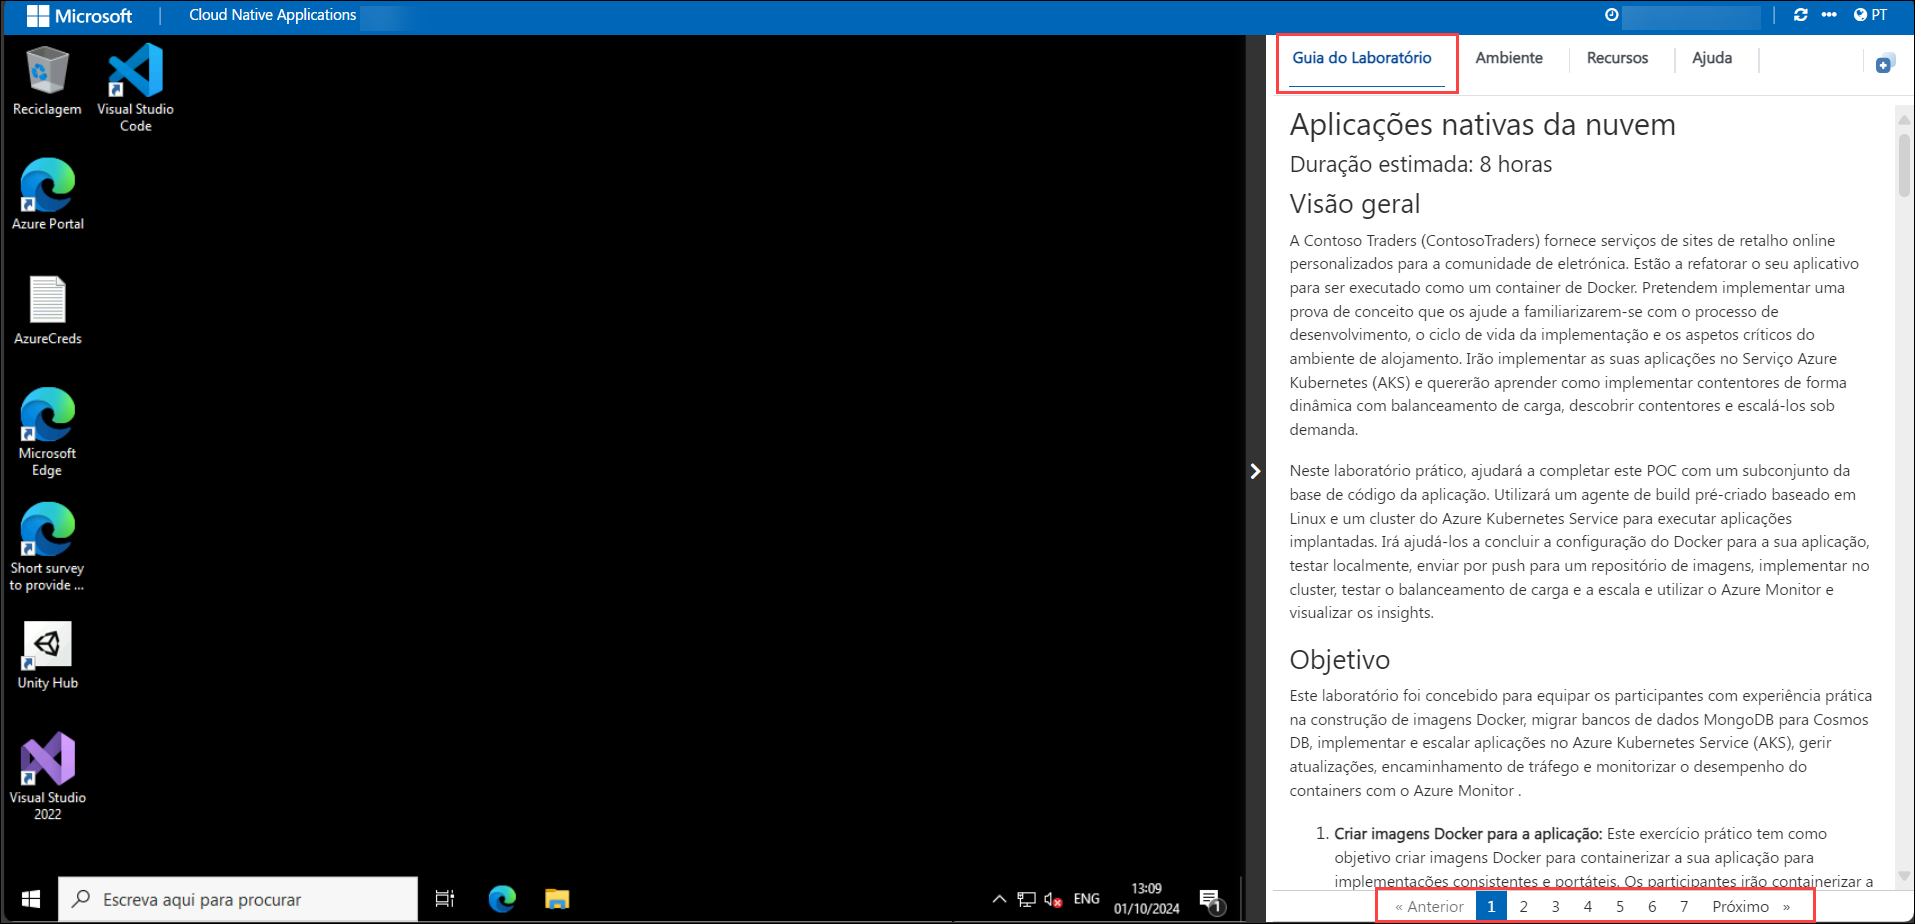 Microsoft
Cloud Native Applications
PT
Reciclagem
Visual Studio
Code
Azure Portal
AzureCreds
Microsoft
Edge
Short survey
to provide ...
Unity Hub
Visual Studio
2022
Escreva aqui para procurar
ENG
13:09
01/10/2024
1
Guia do Laboratório
Ambiente
Recursos
Ajuda
Aplicações nativas da nuvem
Duração estimada: 8 horas
Visão geral
A Contoso Traders (ContosoTraders) fornece serviços de sites de retalho online
personalizados para a comunidade de eletrónica. Estão a refatorar o seu aplicativo
para ser executado como um container de Docker. Pretendem implementar uma
prova de conceito que os ajude a familiarizarem-se com o processo de
desenvolvimento, o ciclo de vida da implementação e os aspetos críticos do
ambiente de alojamento. Irão implementar as suas aplicações no Serviço Azure
Kubernetes (AKS) e quererão aprender como implementar contentores de forma
dinâmica com balanceamento de carga, descobrir contentores e escalá-los sob
demanda.
Neste laboratório prático, ajudará a completar este POC com um subconjunto da
base de código da aplicação. Utilizará um agente de build pré-criado baseado em
Linux e um cluster do Azure Kubernetes Service para executar aplicações
implantadas. Irá ajudá-los a concluir a configuração do Docker para a sua aplicação,
testar localmente, enviar por push para um repositório de imagens, implementar no
cluster, testar o balanceamento de carga e a escala e utilizar o Azure Monitor e
visualizar os insights.
Objetivo
Este laboratório foi concebido para equipar os participantes com experiência prática
na construção de imagens Docker, migrar bancos de dados MongoDB para Cosmos
DB, implementar e escalar aplicações no Azure Kubernetes Service (AKS), gerir
atualizações, encaminhamento de tráfego e monitorizar o desempenho do
containers com o Azure Monitor .
1. Criar imagens Docker para a aplicação: Este exercício prático tem como
objetivo criar imagens Docker para containerizar a sua aplicação para
implementações consistentes e portáteis. Os participantes irão containerizar a
« Anterior 1 2 3 4 5 6 7 Próximo »